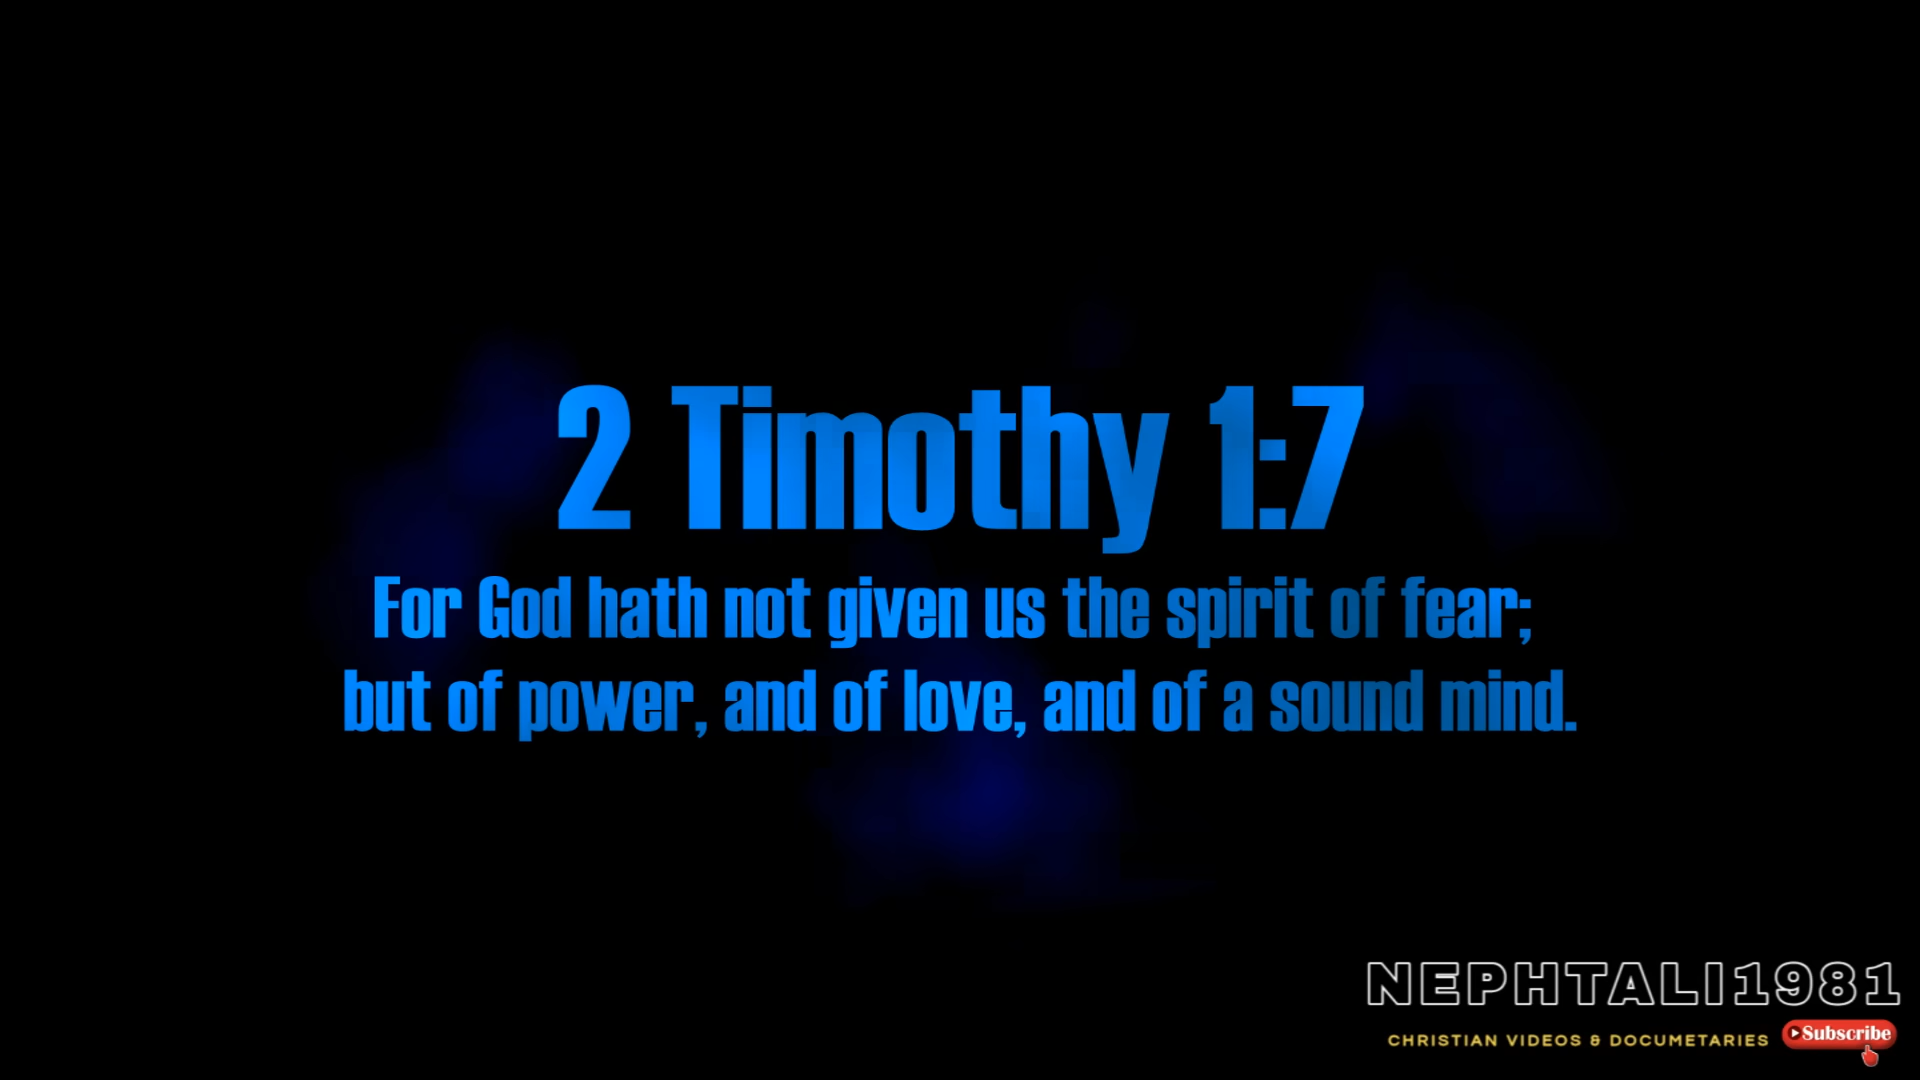 2 Timothy 1:7
For God hath not given us the spirit of fear;
but of power, and of love, and of a sound mind.
NEPHTALI1981
CHRISTIAN VIDEOS & DOCUMETARIES
Subscribe